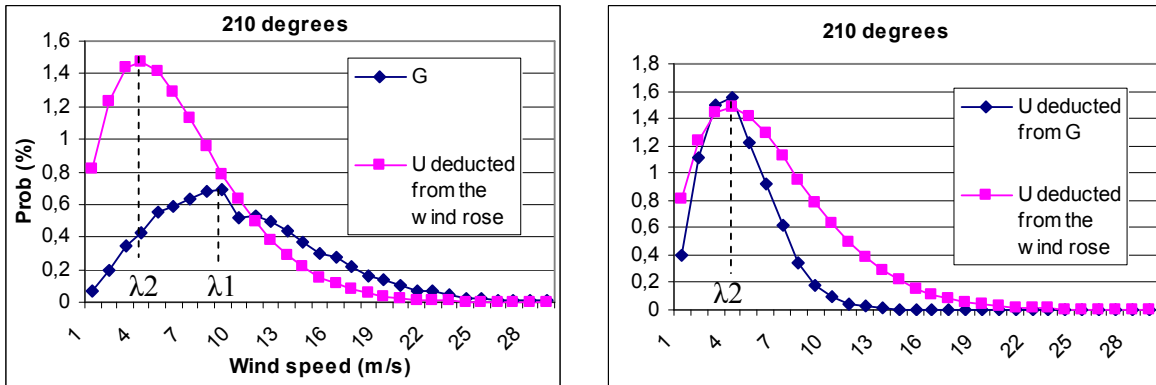 210 degrees
Prob (%)
1,6
1,4
1,2
1
0,8
0,6
0,4
0,2
0
G
U deducted
from the
wind rose
λ2
λ1
1
4
7
10
13
16
19
22
25
28
Wind speed (m/s)
210 degrees
1,8
1,6
1,4
1,2
1
0,8
0,6
0,4
0,2
0
U deducted
from G
U deducted
from the
wind rose
λ2
1
4
7
10
13
16
19
22
25
28